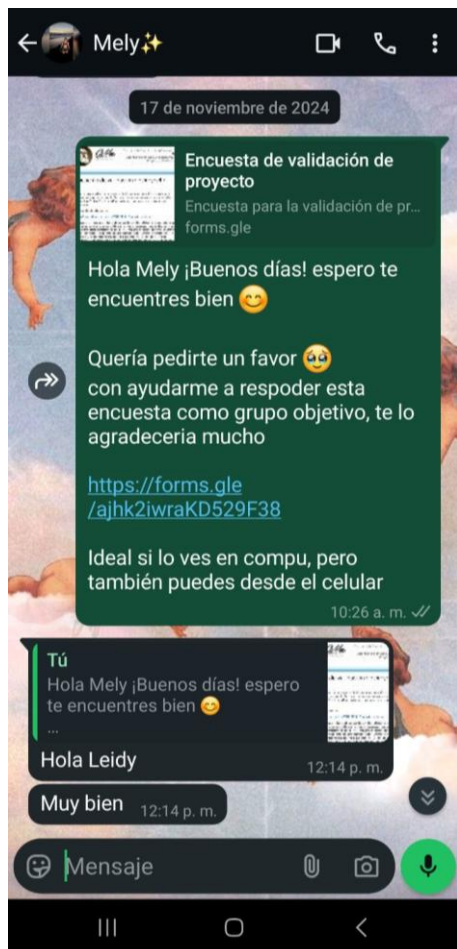 Mely✨
17 de noviembre de 2024
Encuesta de validación de
proyecto
Encuesta para la validación de pr...
forms.gle
Hola Mely ¡Buenos días! espero te
encuentres bien 😊
Quería pedirte un favor 🥹
con ayudarme a respoder esta
encuesta como grupo objetivo, te lo
agradeceria mucho
https://forms.gle
/ajhk2iwraKD529F38
Ideal si lo ves en compu, pero
también puedes desde el celular
10:26 a. m.
Tú
Hola Mely ¡Buenos días! espero
te encuentres bien 😊
...
Hola Leidy
12:14 p. m.
Muy bien 12:14 p. m.
Mensaje